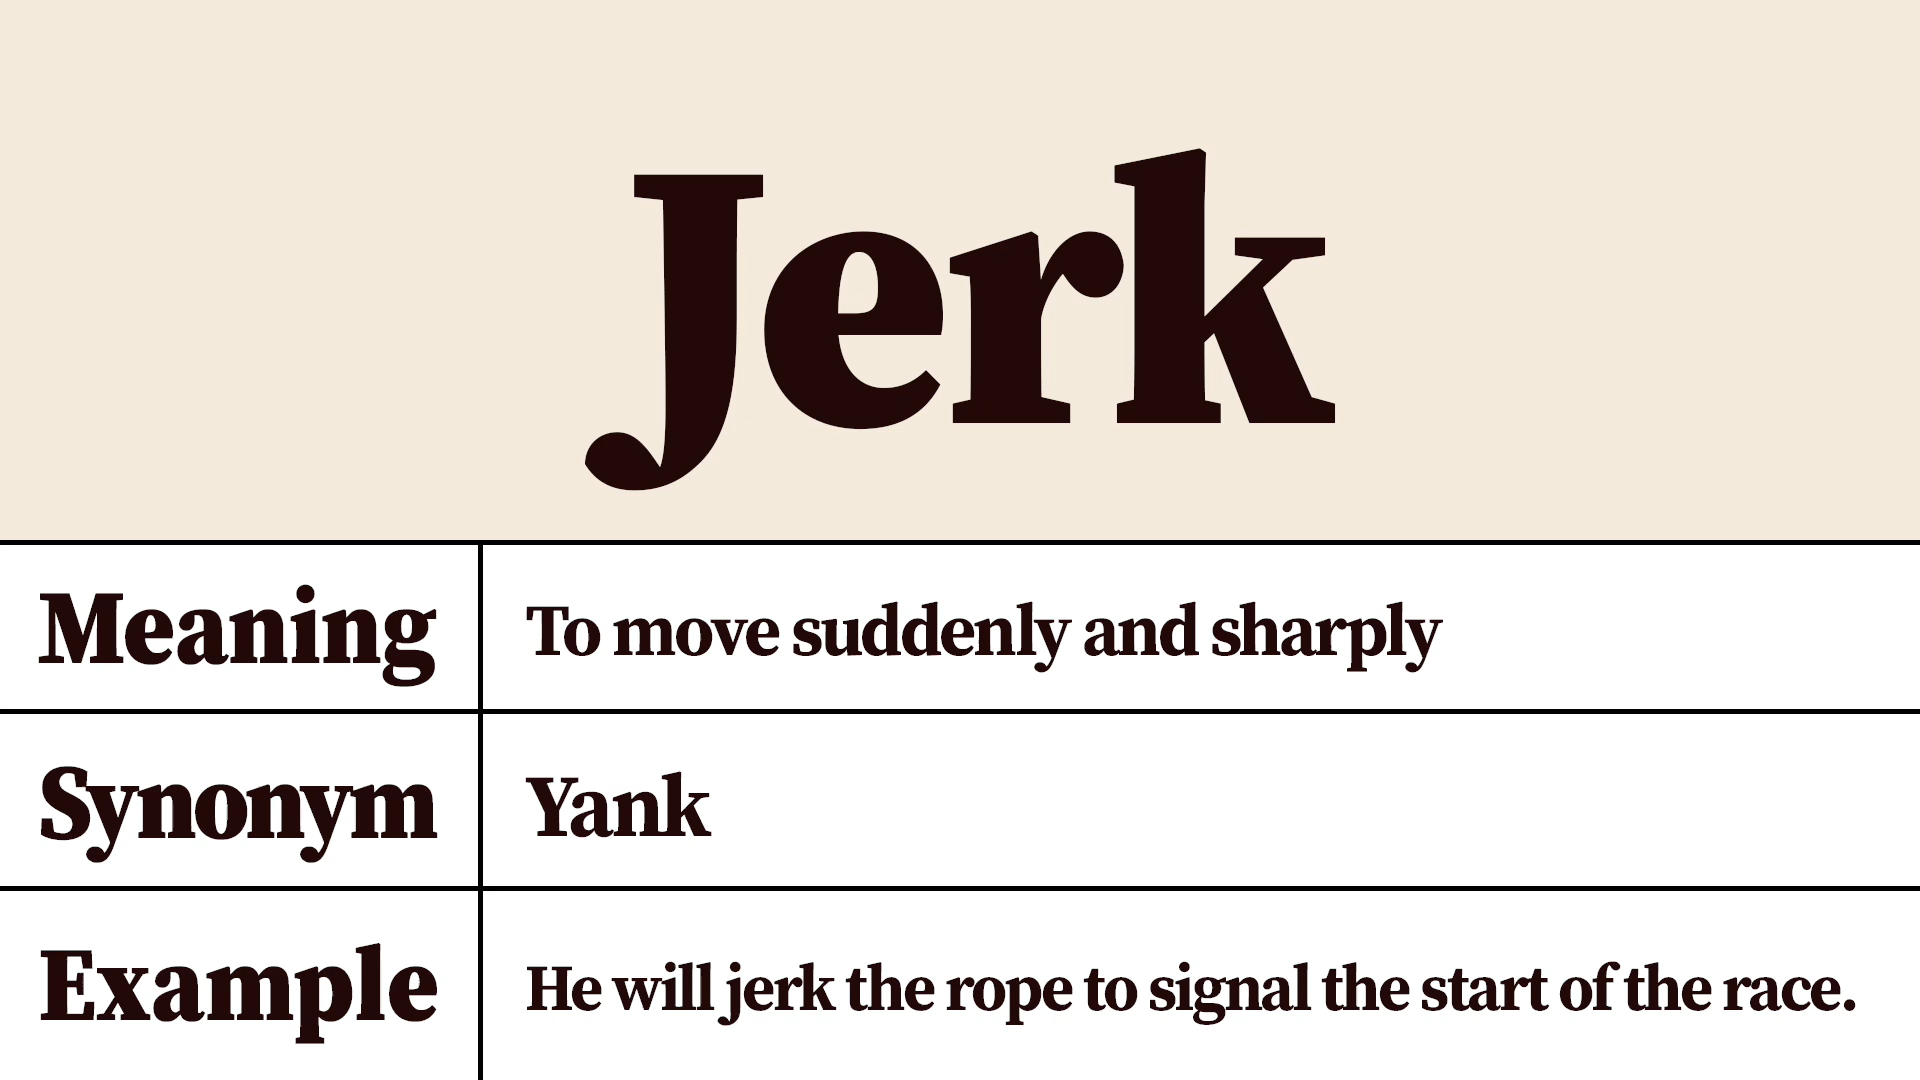 Jerk
Meaning
To move suddenly and sharply
Synonym
Yank
Example
He will jerk the rope to signal the start of the race.